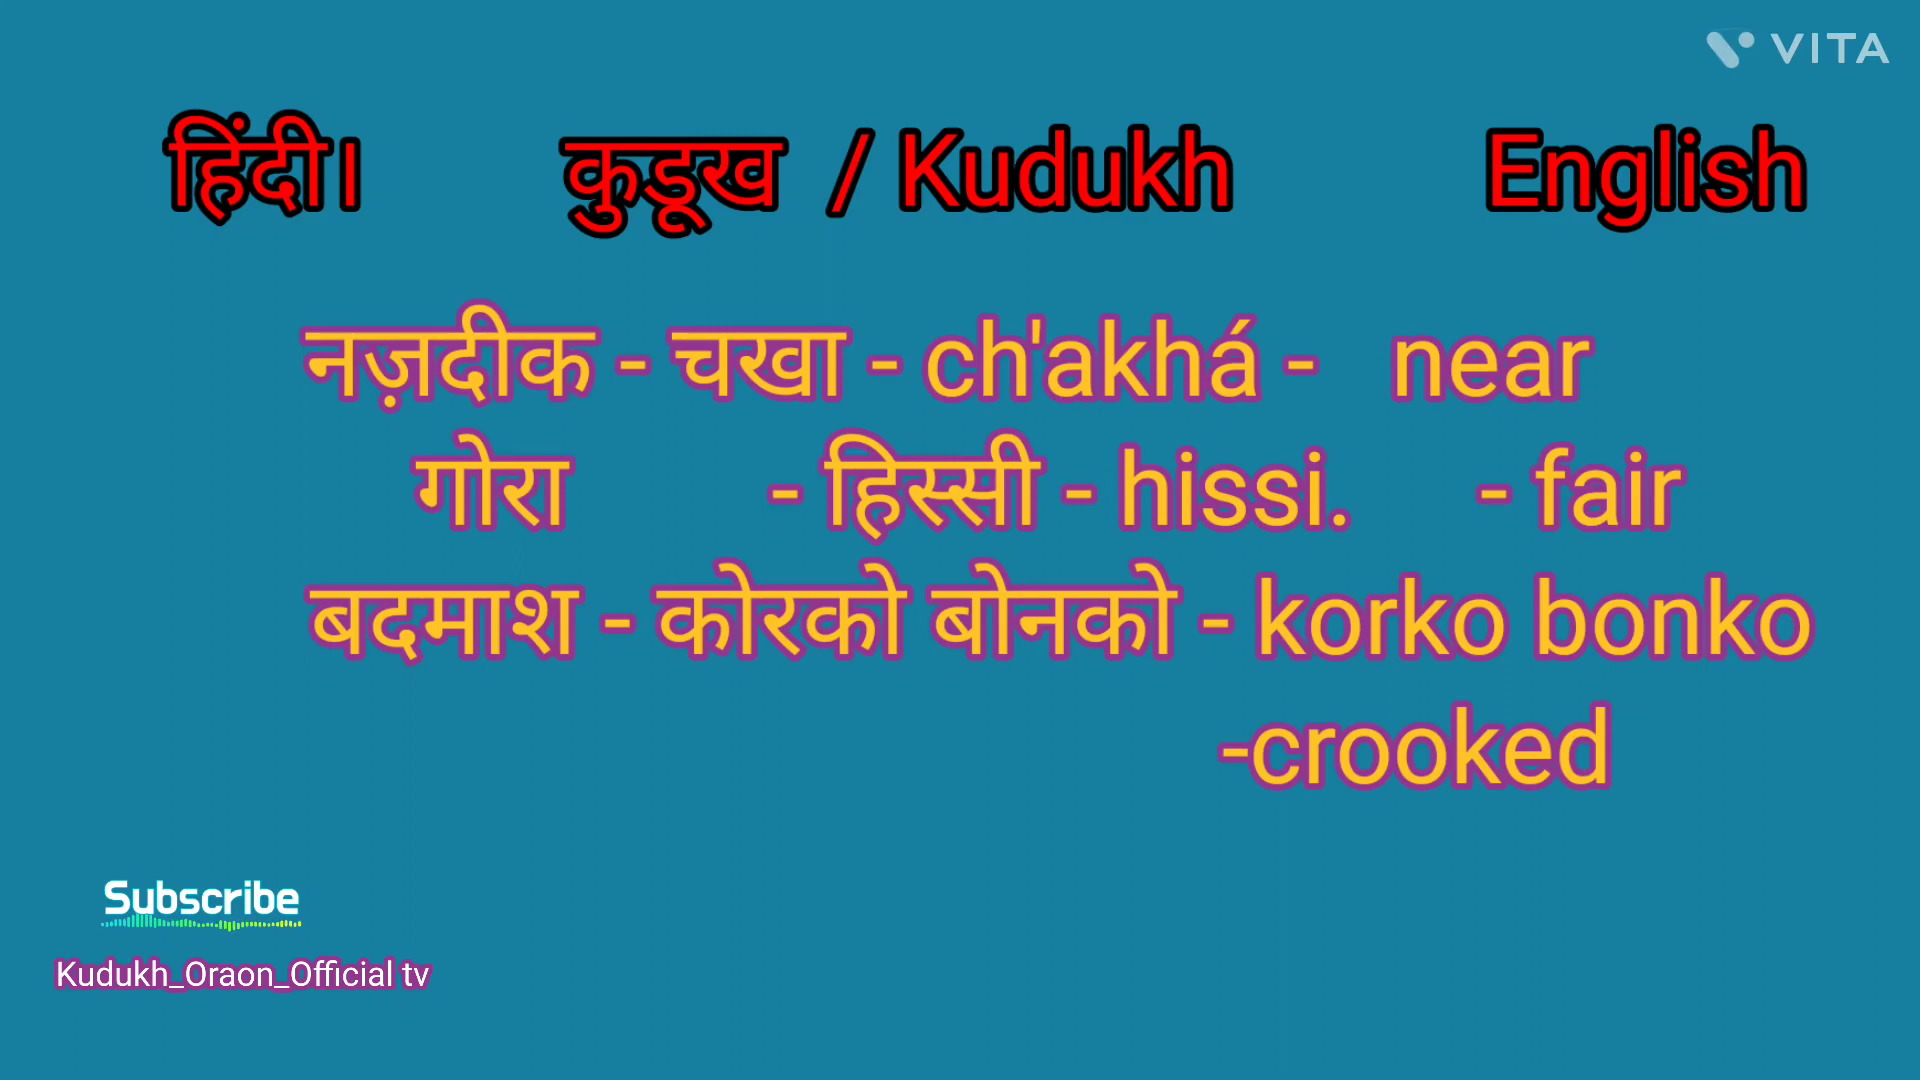 VITA
हिंदी। कुडूख / Kudukh English
नज़दीक - चखा - ch'akhá - near
गोरा - हिस्सी - hissi. - fair
बदमाश - कोरको बोनको - korko bonko
-crooked
Subscribe
Kudukh_Oraon_Official tv